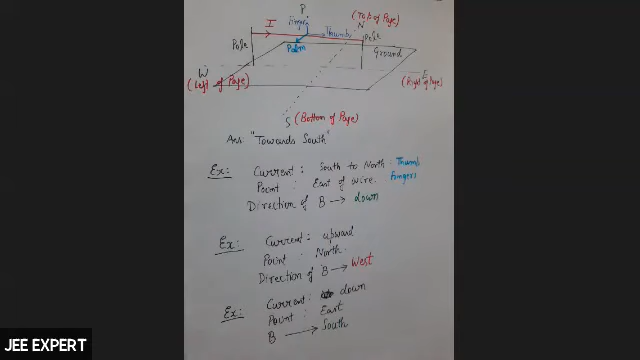 P
(Top of Page)
Fingers
N
I
Thumb
Pole
Pole
Palm
Ground
W
(Left of Page)
E
(Right of Page)
S (Bottom of Page)
Ans "Towards South"
Ex: Current : South to North : Thumb
Point : East of wire. Fingers
Direction of B → down
Ex: Current : upward
Point : North.
Direction of B → West
Ex: Current : down
Point : East
B → South
JEE EXPERT